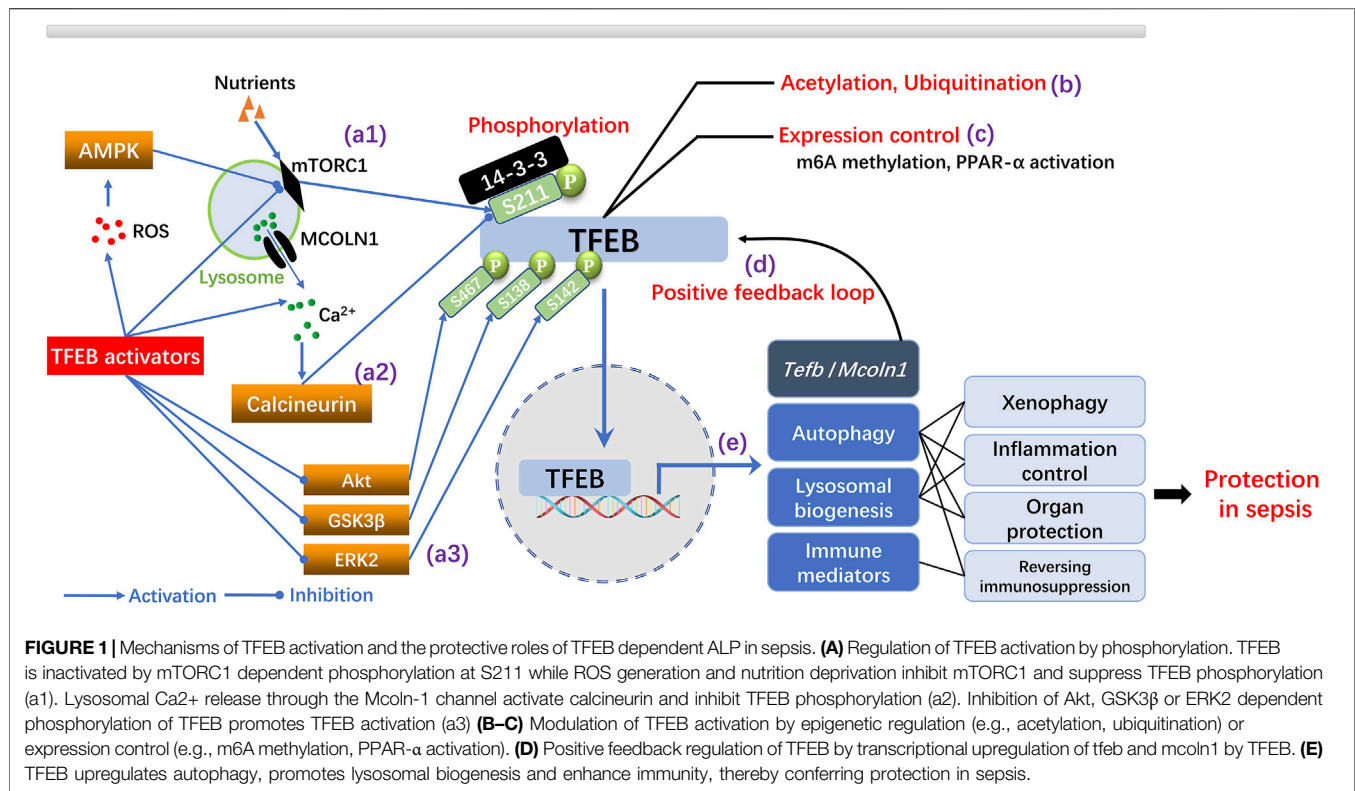 Nutrients
(a1)
AMPK
mTORC1
ROS
MCOLN1
Lysosome
Ca2+
TFEB activators
(a2)
Calcineurin
Akt
GSK3β
ERK2
(a3)
Activation
Inhibition
Phosphorylation
14-3-3
S211
P
TFEB
P
P
P
S467
S138
S142
Acetylation, Ubiquitination (b)
Expression control (c)
m6A methylation, PPAR-α activation
(d)
Positive feedback loop
TFEB
(e)
Tefb / Mcoln1
Autophagy
Lysosomal
biogenesis
Immune
mediators
Xenophagy
Inflammation
control
Organ
protection
Reversing
immunosuppression
Protection
in sepsis
FIGURE 1 | Mechanisms of TFEB activation and the protective roles of TFEB dependent ALP in sepsis. (A) Regulation of TFEB activation by phosphorylation. TFEB
is inactivated by mTORC1 dependent phosphorylation at S211 while ROS generation and nutrition deprivation inhibit mTORC1 and suppress TFEB phosphorylation
(a1). Lysosomal Ca2+ release through the Mcoln-1 channel activate calcineurin and inhibit TFEB phosphorylation (a2). Inhibition of Akt, GSK3β or ERK2 dependent
phosphorylation of TFEB promotes TFEB activation (a3) (B–C) Modulation of TFEB activation by epigenetic regulation (e.g., acetylation, ubiquitination) or
expression control (e.g., m6A methylation, PPAR-α activation). (D) Positive feedback regulation of TFEB by transcriptional upregulation of tfeb and mcoln1 by TFEB. (E)
TFEB upregulates autophagy, promotes lysosomal biogenesis and enhance immunity, thereby conferring protection in sepsis.